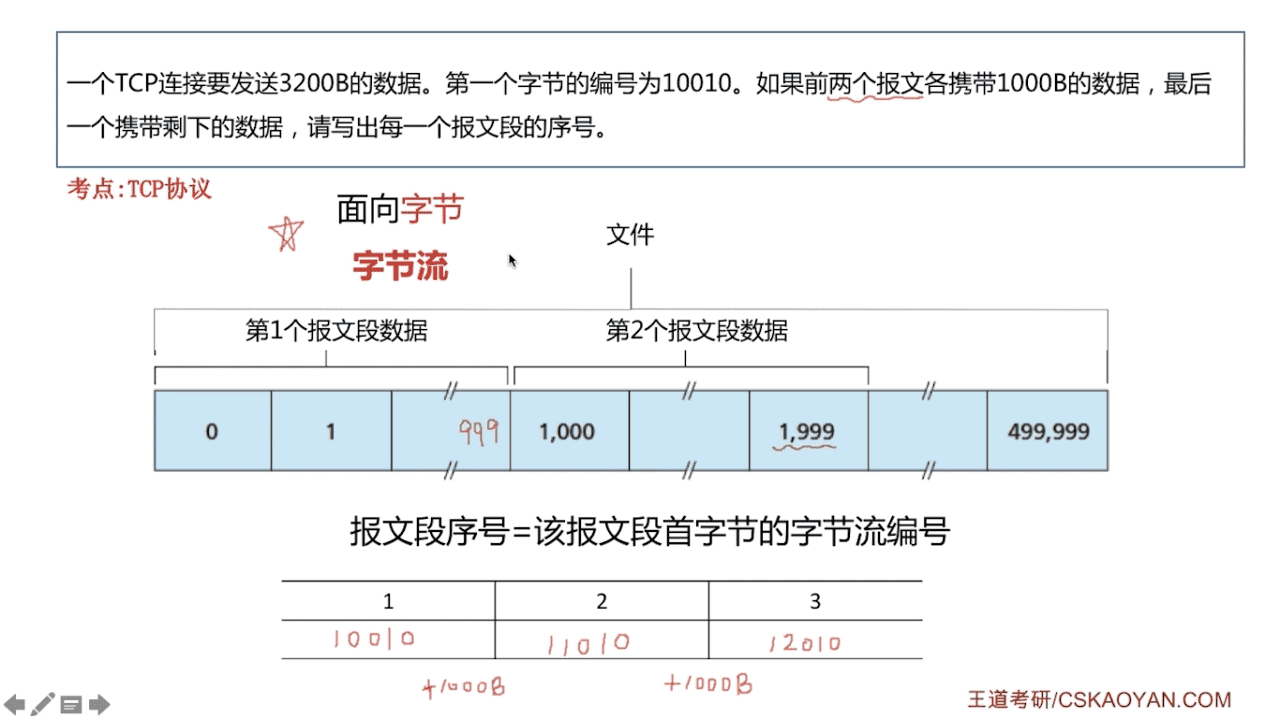 一个TCP连接要发送3200B的数据。第一个字节的编号为10010。如果前两个报文各携带1000B的数据，最后
一个携带剩下的数据，请写出每一个报文段的序号。
考点:TCP协议
面向字节
字节流
文件
第1个报文段数据
第2个报文段数据
0 1 999 1,000 1,999 499,999
报文段序号=该报文段首字节的字节流编号
1 2 3
10010 11010 12010
+1000B +1000B
王道考研/CSKAOYAN.COM